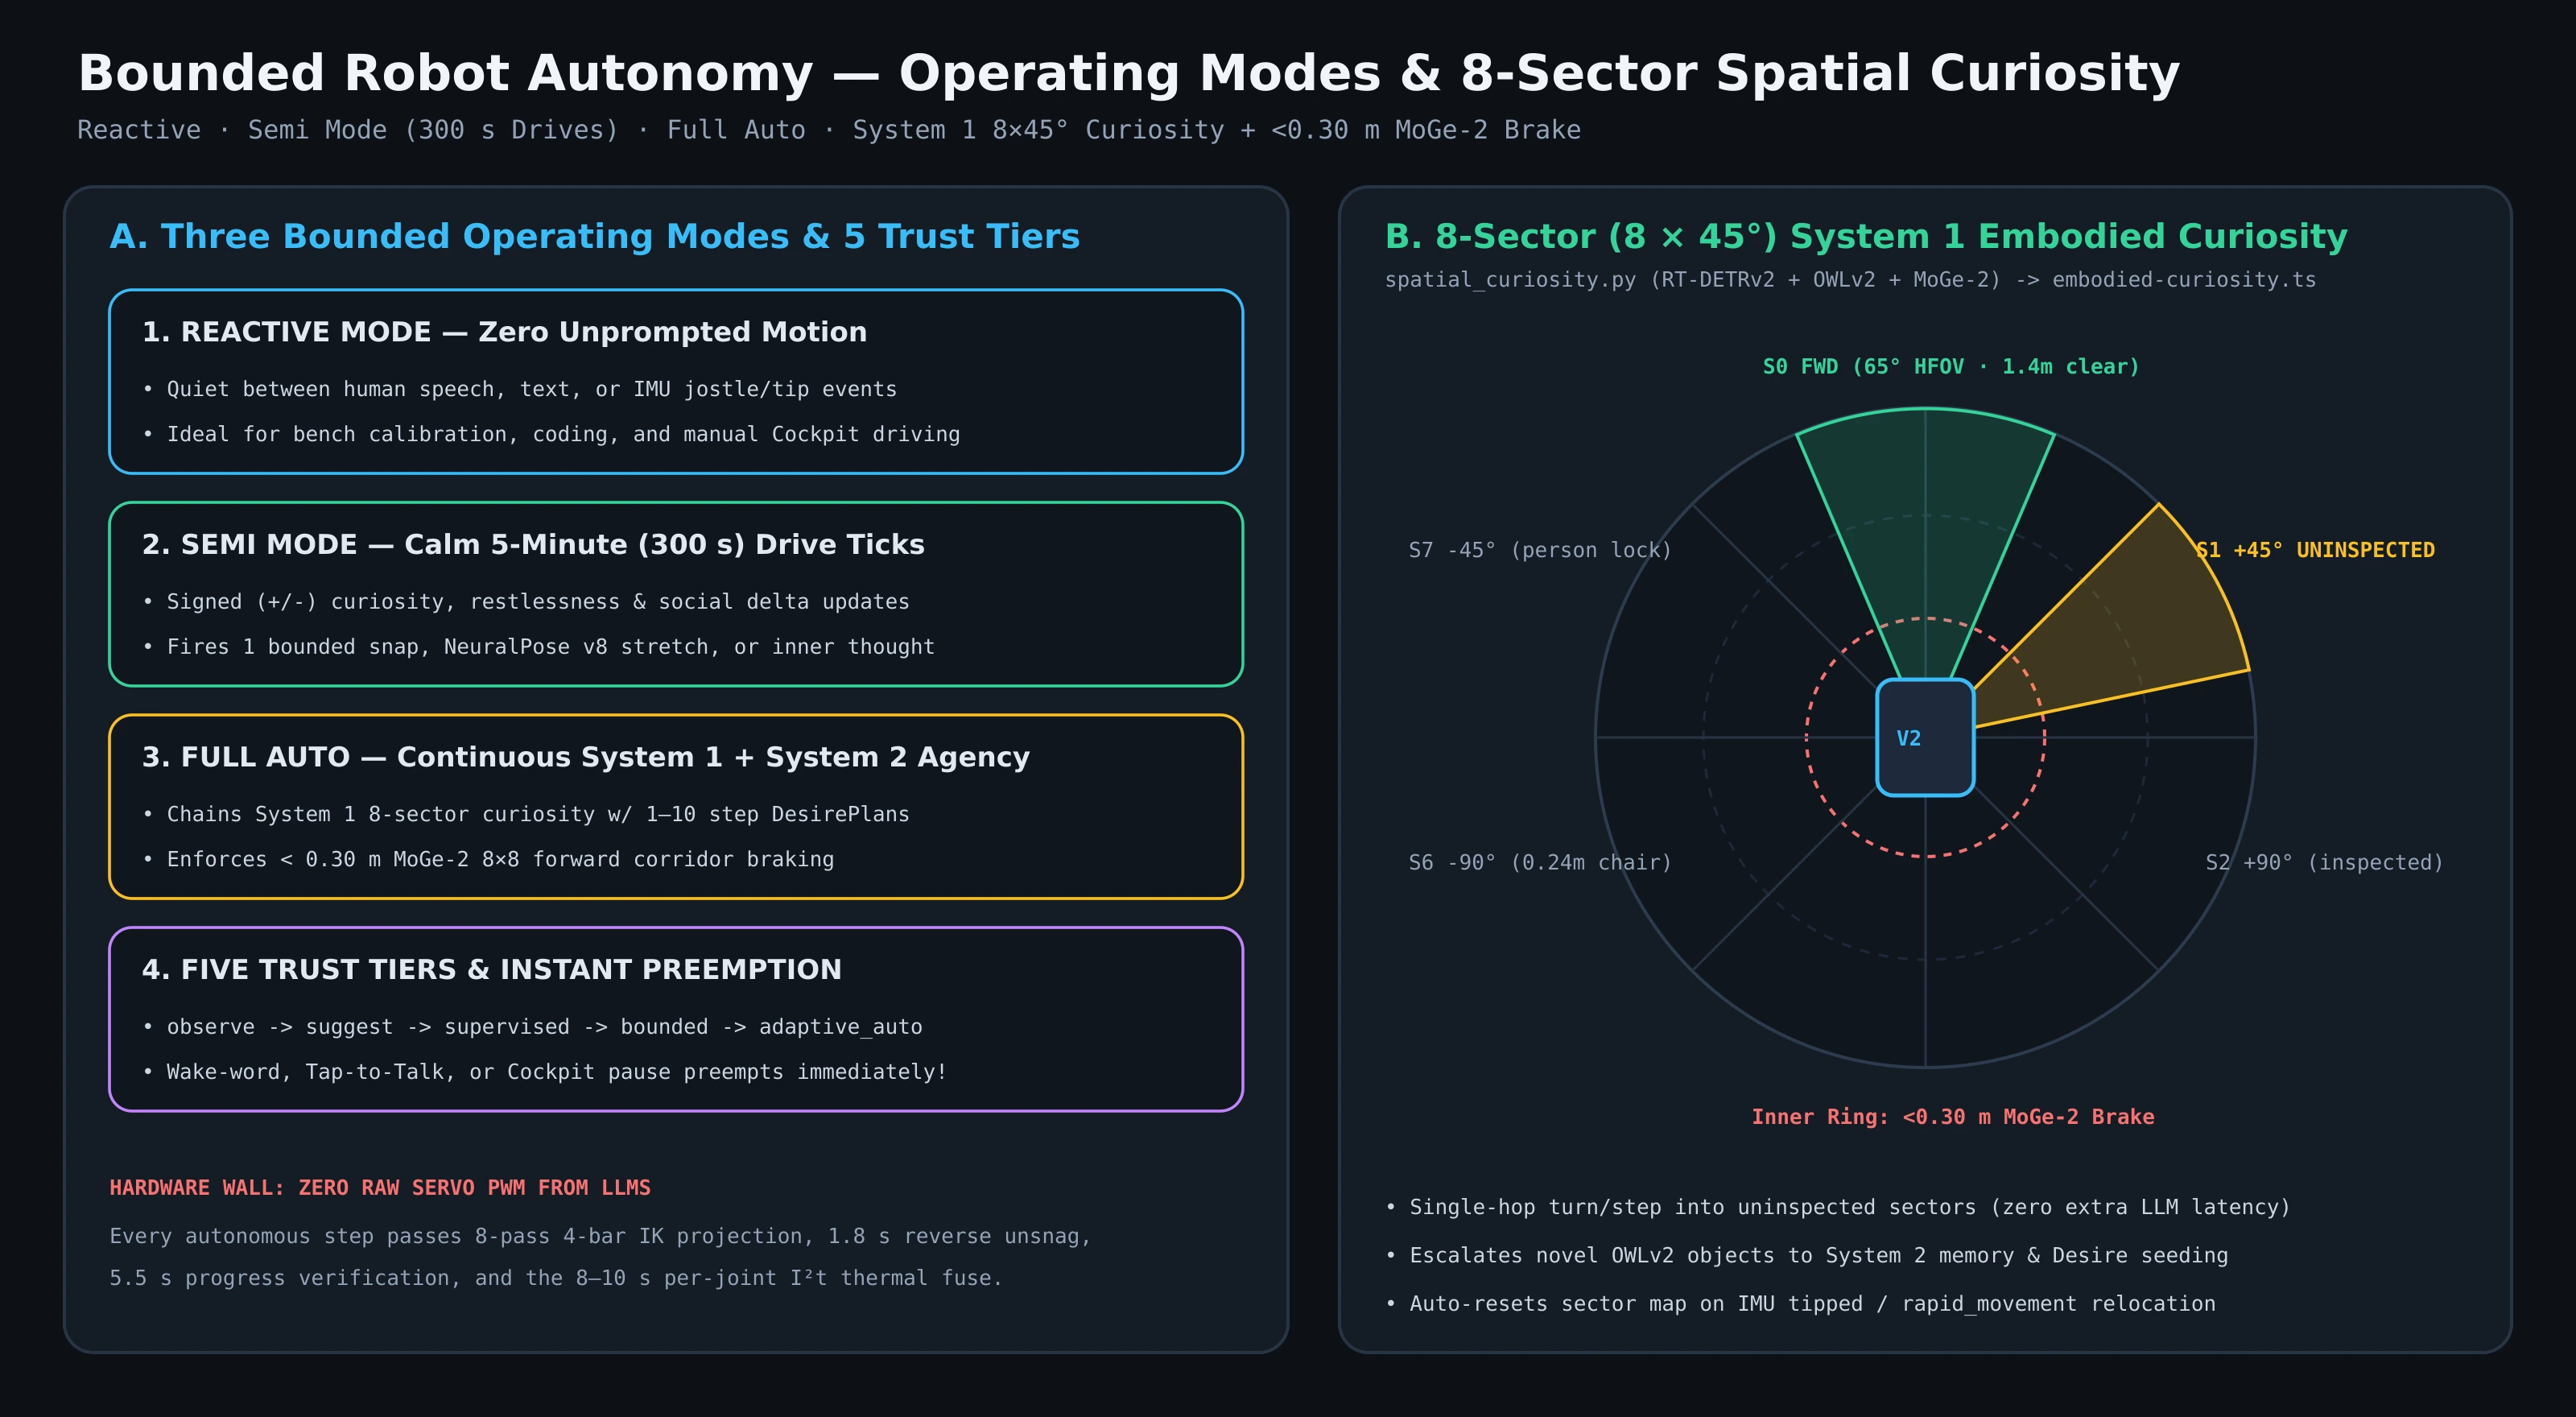 Bounded Robot Autonomy — Operating Modes & 8-Sector Spatial Curiosity
Reactive · Semi Mode (300 s Drives) · Full Auto · System 1 8×45° Curiosity + <0.30 m MoGe-2 Brake
A. Three Bounded Operating Modes & 5 Trust Tiers
1. REACTIVE MODE — Zero Unprompted Motion
• Quiet between human speech, text, or IMU jostle/tip events
• Ideal for bench calibration, coding, and manual Cockpit driving
2. SEMI MODE — Calm 5-Minute (300 s) Drive Ticks
• Signed (+/-) curiosity, restlessness & social delta updates
• Fires 1 bounded snap, NeuralPose v8 stretch, or inner thought
3. FULL AUTO — Continuous System 1 + System 2 Agency
• Chains System 1 8-sector curiosity w/ 1–10 step DesirePlans
• Enforces < 0.30 m MoGe-2 8×8 forward corridor braking
4. FIVE TRUST TIERS & INSTANT PREEMPTION
• observe -> suggest -> supervised -> bounded -> adaptive_auto
• Wake-word, Tap-to-Talk, or Cockpit pause preempts immediately!
HARDWARE WALL: ZERO RAW SERVO PWM FROM LLMS
Every autonomous step passes 8-pass 4-bar IK projection, 1.8 s reverse unsnag,
5.5 s progress verification, and the 8–10 s per-joint I²t thermal fuse.
B. 8-Sector (8 × 45°) System 1 Embodied Curiosity
spatial_curiosity.py (RT-DETRv2 + OWLv2 + MoGe-2) -> embodied-curiosity.ts
S0 FWD (65° HFOV · 1.4m clear)
S7 -45° (person lock)
S1 +45° UNINSPECTED
V2
S6 -90° (0.24m chair)
S2 +90° (inspected)
Inner Ring: <0.30 m MoGe-2 Brake
• Single-hop turn/step into uninspected sectors (zero extra LLM latency)
• Escalates novel OWLv2 objects to System 2 memory & Desire seeding
• Auto-resets sector map on IMU tipped / rapid_movement relocation